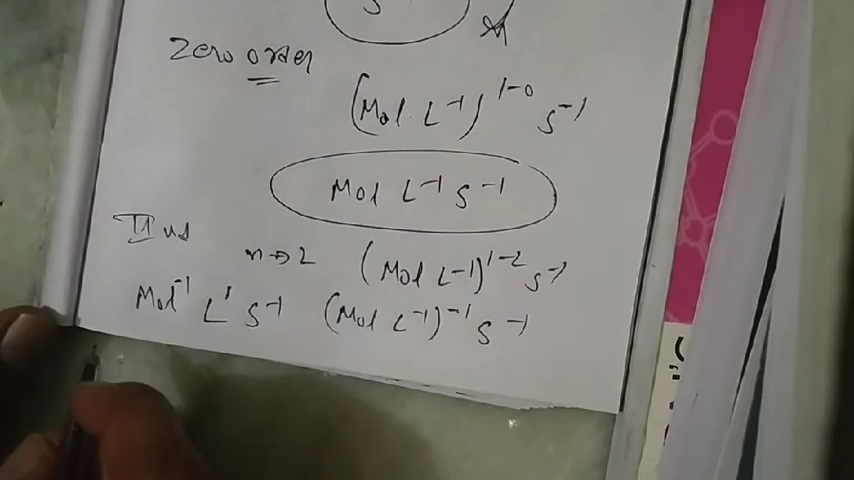 Zero order
(Mol L⁻¹)¹⁻⁰ s⁻¹
Mol L⁻¹ s⁻¹
II nd
n → 2 (Mol L⁻¹)¹⁻² s⁻¹
Mol⁻¹ L¹ s⁻¹ (Mol L⁻¹)⁻¹ s⁻¹